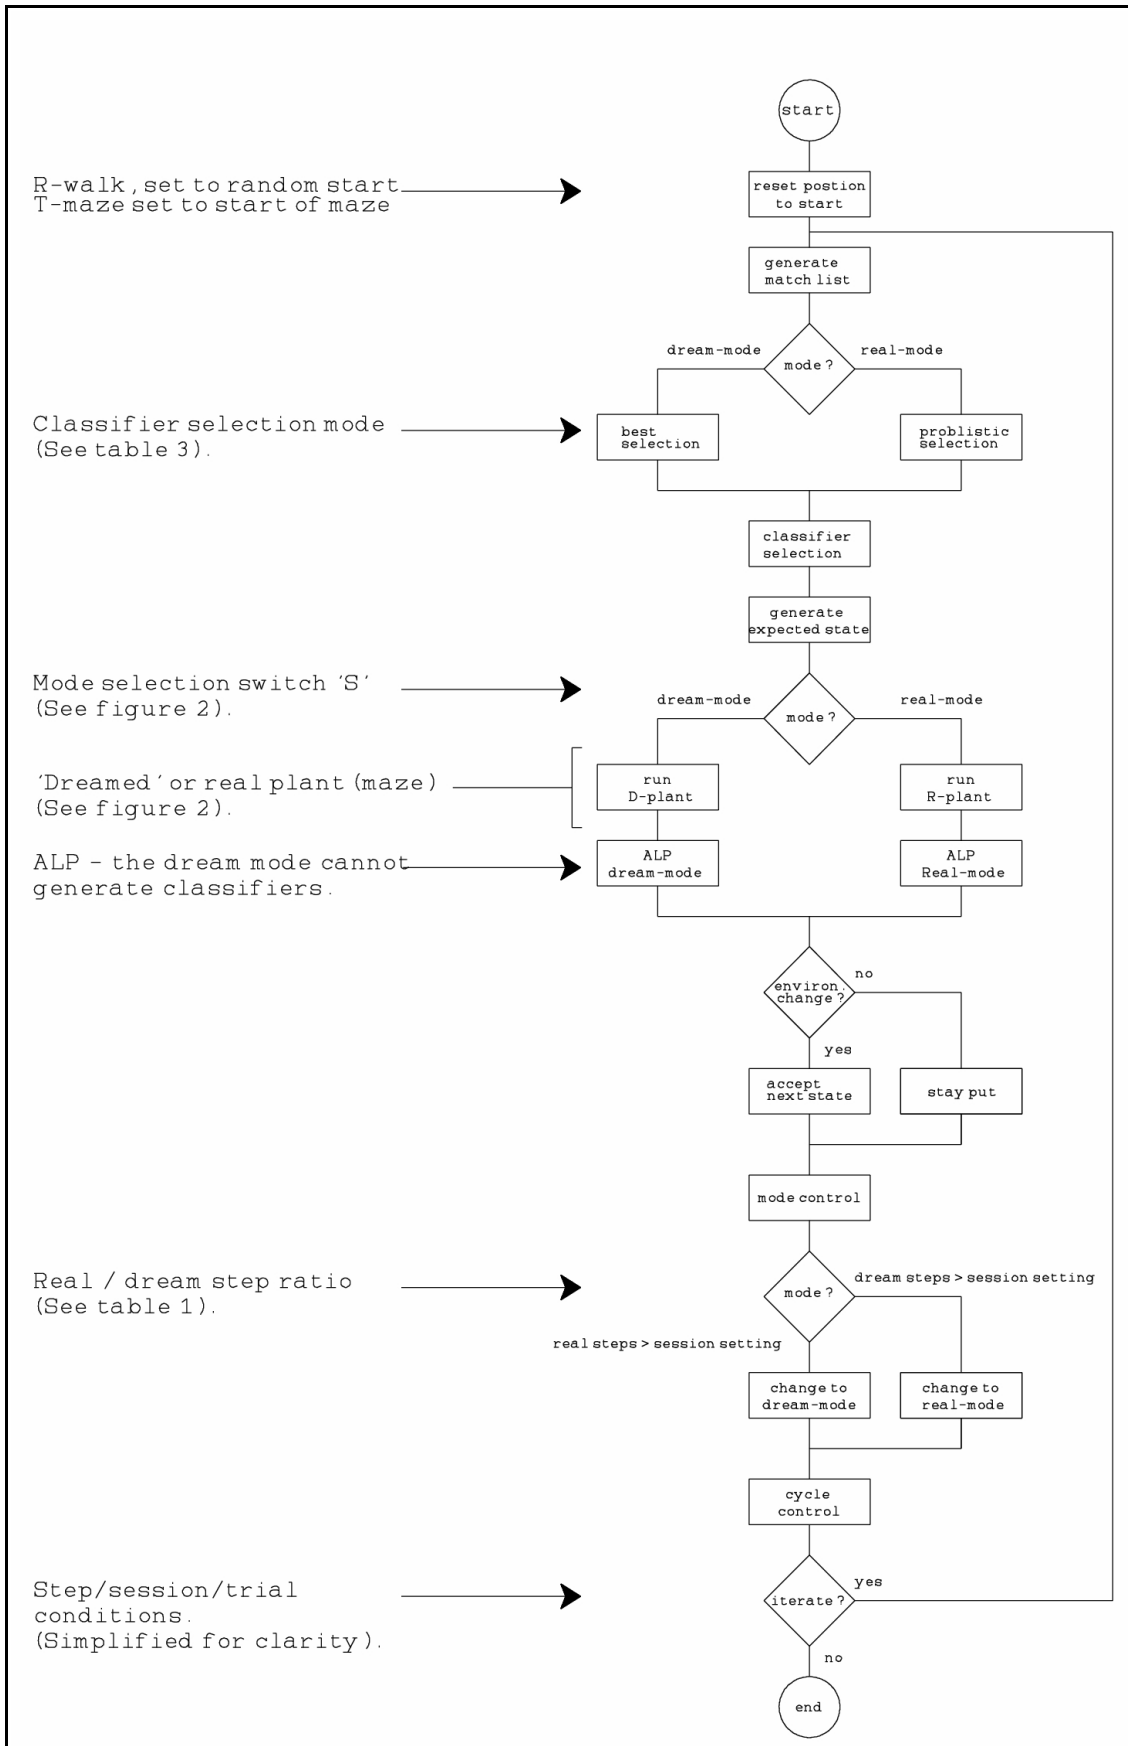 start
R-walk, set to random start
T-maze set to start of maze
reset postion
to start
generate
match list
dream-mode
real-mode
mode?
Classifier selection mode
(See table 3).
best
selection
problistic
selection
classifier
selection
generate
expected state
Mode selection switch 'S'
(See figure 2).
dream-mode
real-mode
mode?
'Dreamed' or real plant (maze)
(See figure 2).
run
D-plant
run
R-plant
ALP - the dream mode cannot
generate classifiers.
ALP
dream-mode
ALP
Real-mode
environ.
change?
no
yes
accept
next state
stay put
mode control
Real / dream step ratio
(See table 1).
mode?
dream steps > session setting
real steps > session setting
change to
dream-mode
change to
real-mode
cycle
control
Step/session/trial
conditions.
(Simplified for clarity).
iterate?
yes
no
end